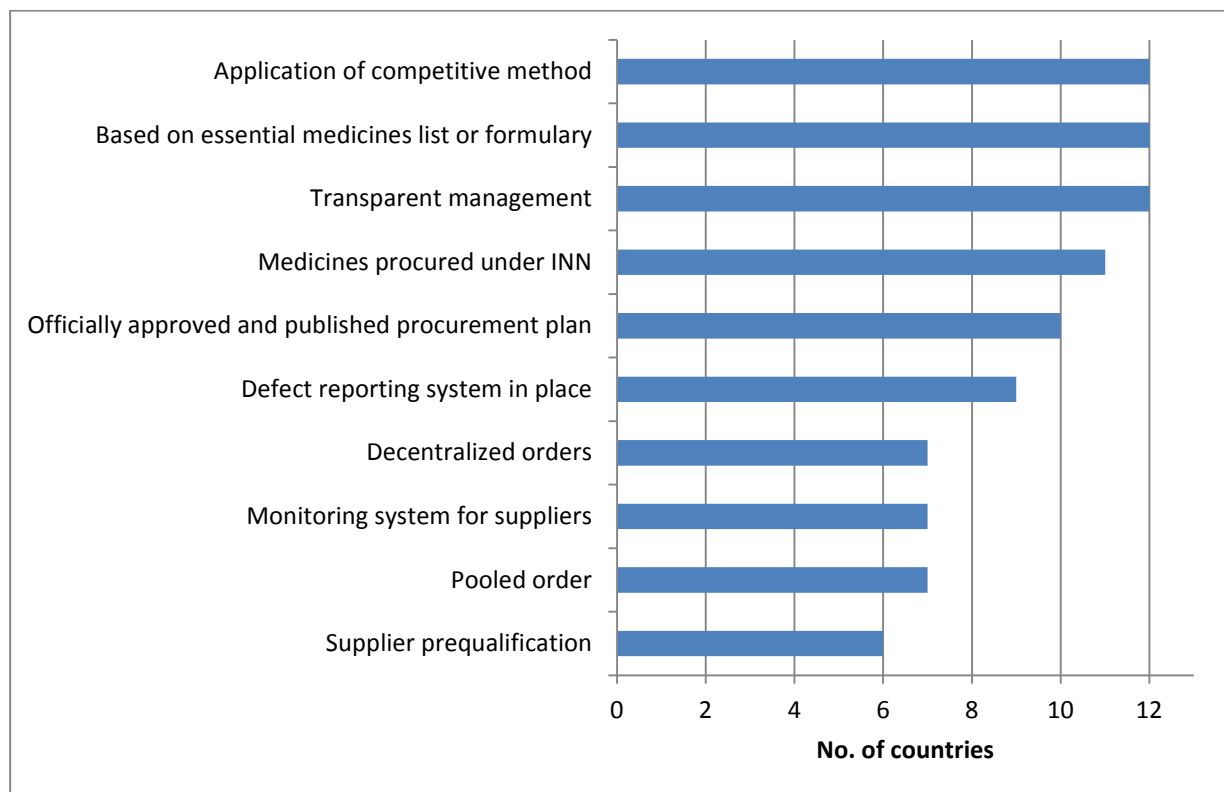 Application of competitive method
Based on essential medicines list or formulary
Transparent management
Medicines procured under INN
Officially approved and published procurement plan
Defect reporting system in place
Decentralized orders
Monitoring system for suppliers
Pooled order
Supplier prequalification
0 2 4 6 8 10 12
No. of countries